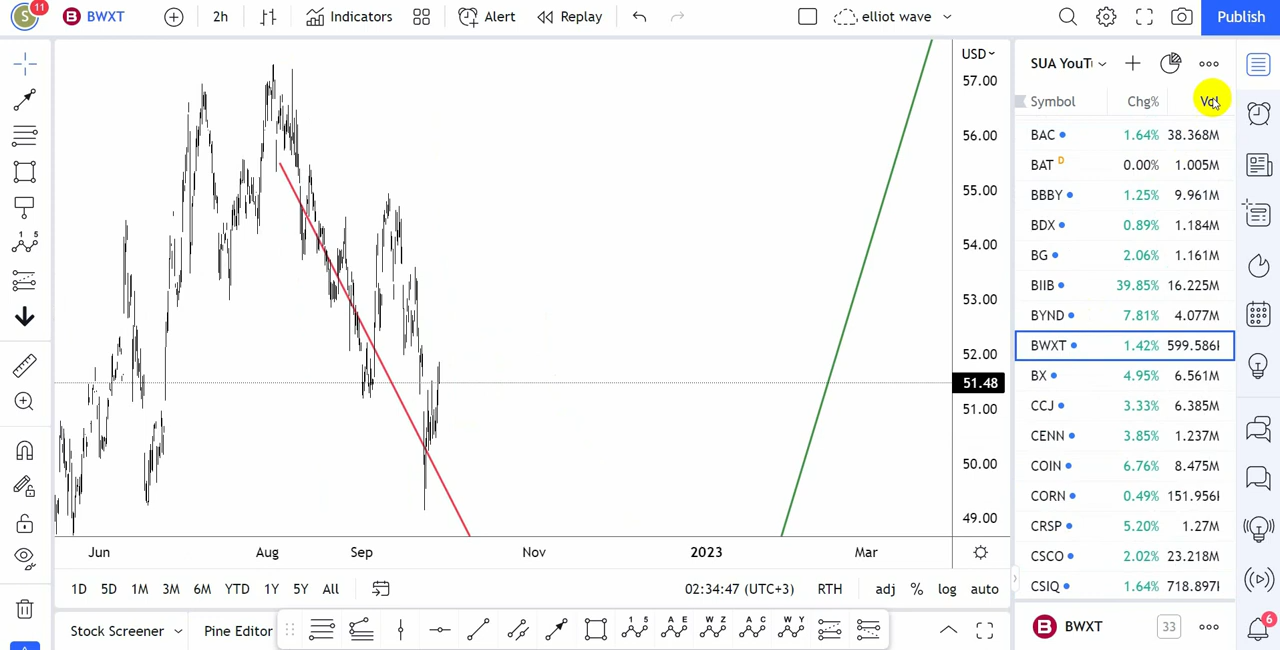 S 11 B BWXT 2h Indicators Alert Replay elliot wave Publish
USD
57.00
56.00
55.00
54.00
53.00
52.00
51.48
51.00
50.00
49.00
Jun Aug Sep Nov 2023 Mar
1D 5D 1M 3M 6M YTD 1Y 5Y All 02:34:47 (UTC+3) RTH adj % log auto
Stock Screener Pine Editor
SUA YouTu
Symbol Chg% Vol
BAC 1.64% 38.368M
BAT D 0.00% 1.005M
BBBY 1.25% 9.961M
BDX 0.89% 1.184M
BG 2.06% 1.161M
BIIB 39.85% 16.225M
BYND 7.81% 4.077M
BWXT 1.42% 599.586K
BX 4.95% 6.561M
CCJ 3.33% 6.385M
CENN 3.85% 1.237M
COIN 6.76% 8.475M
CORN 0.49% 151.956K
CRSP 5.20% 1.27M
CSCO 2.02% 23.218M
CSIQ 1.64% 718.897K
B BWXT 33
6